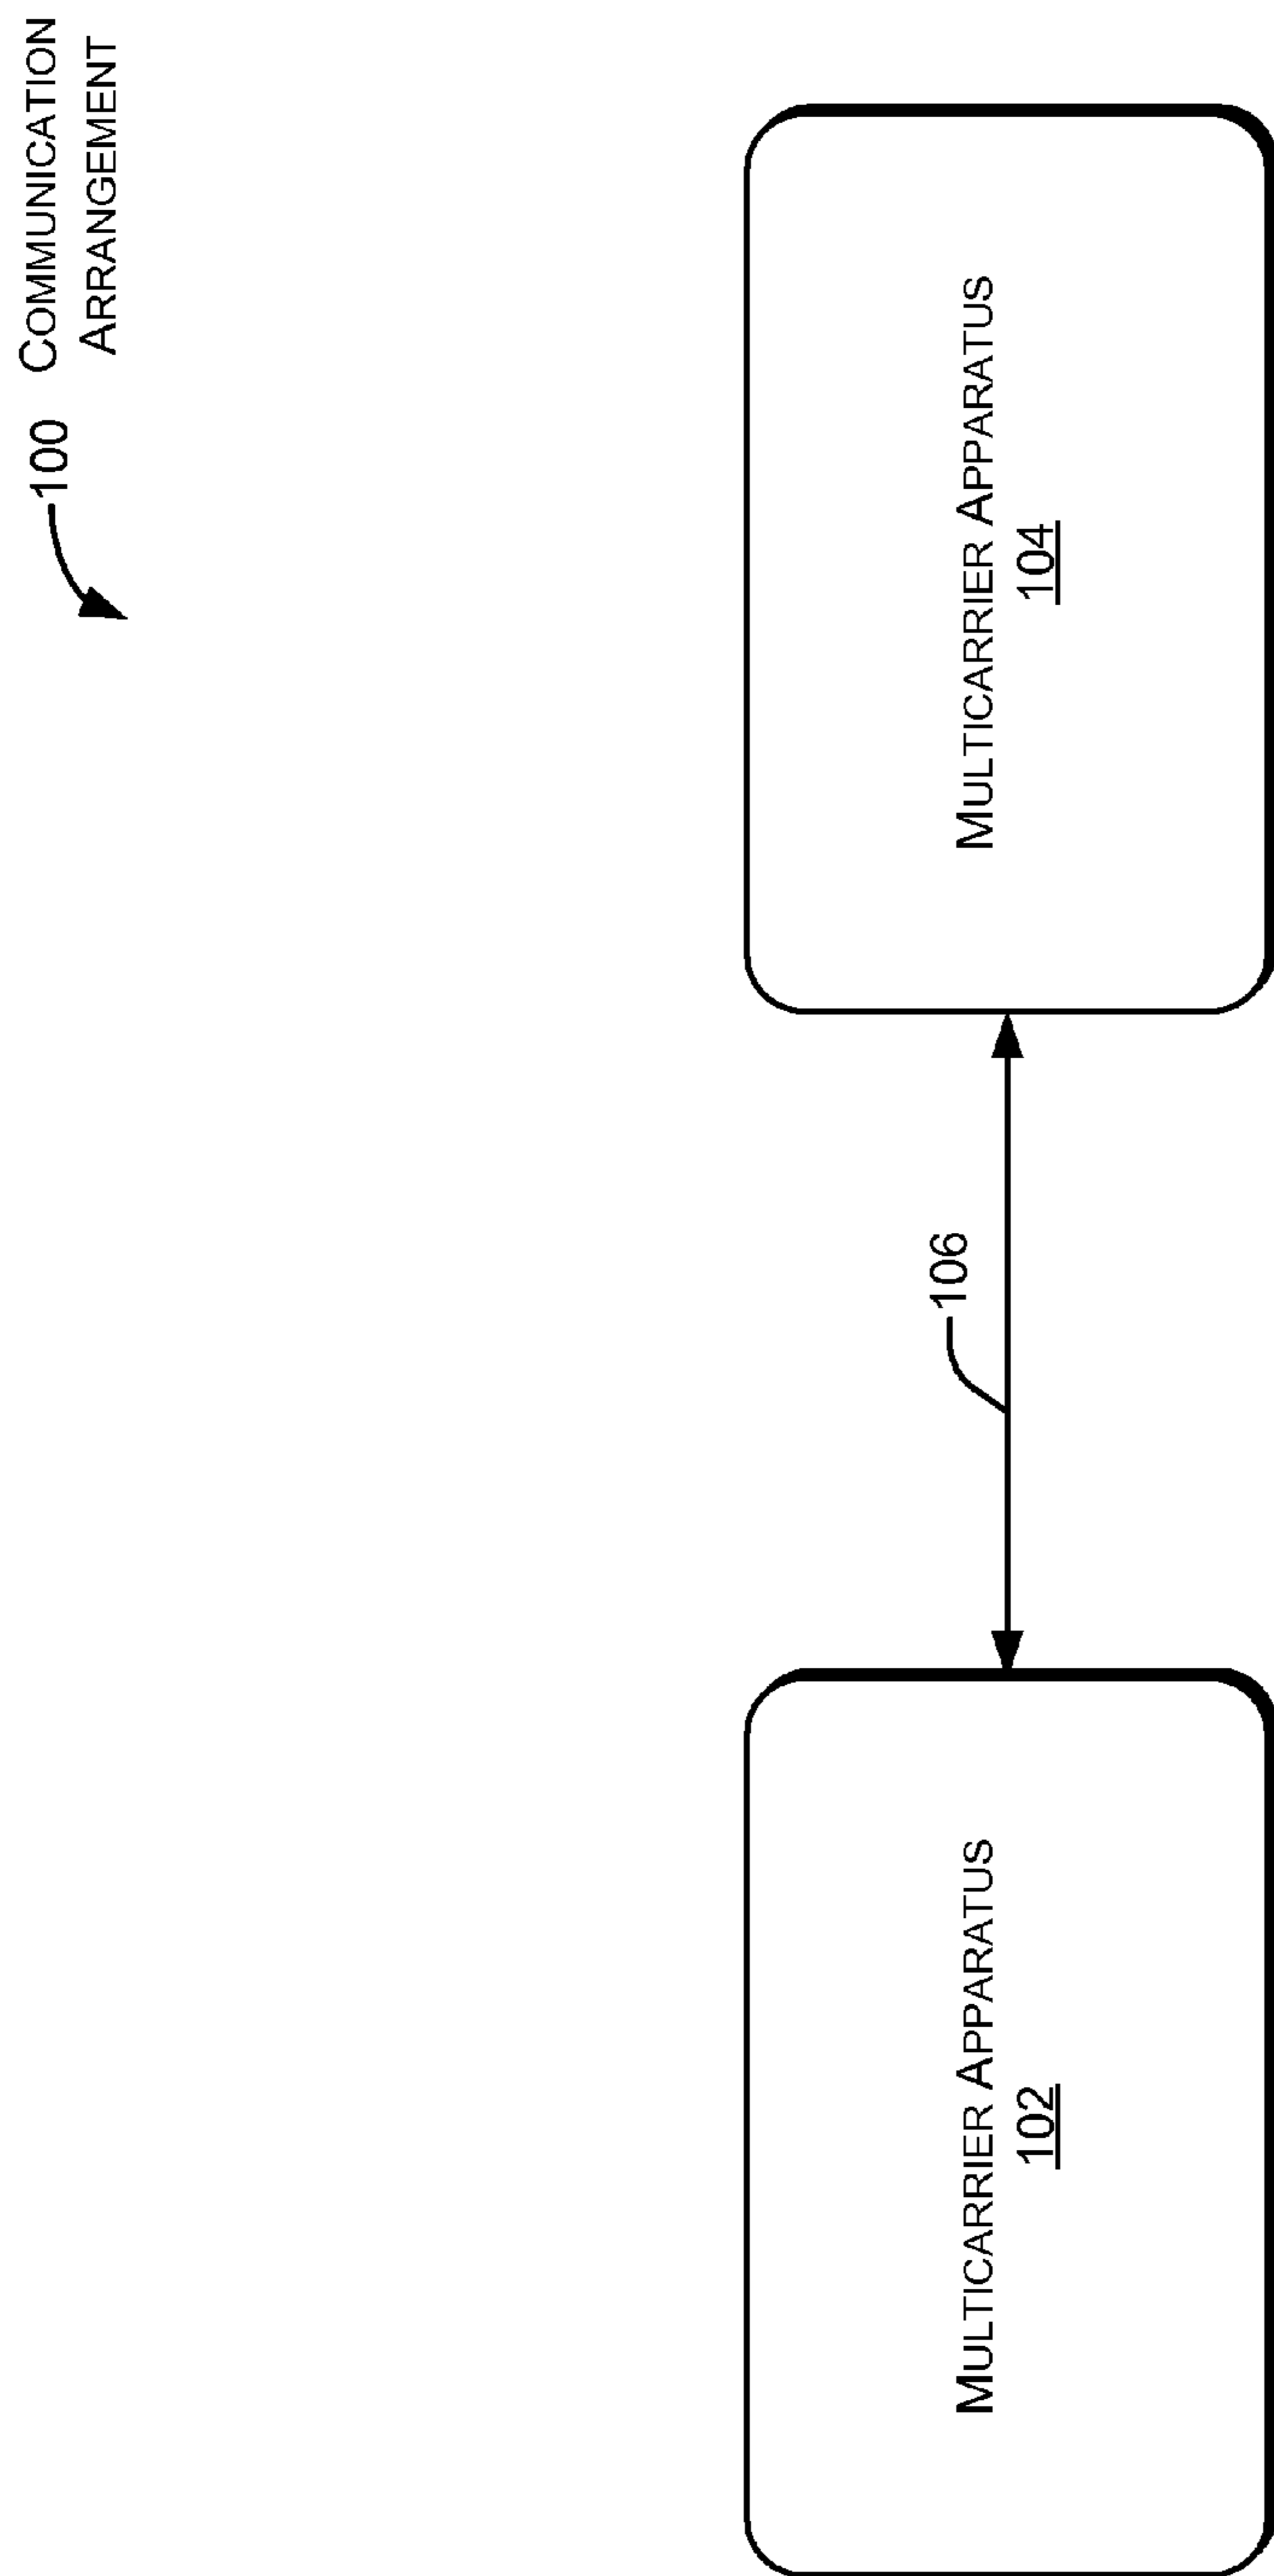 100 COMMUNICATION
ARRANGEMENT
MULTICARRIER APPARATUS
102
106
MULTICARRIER APPARATUS
104